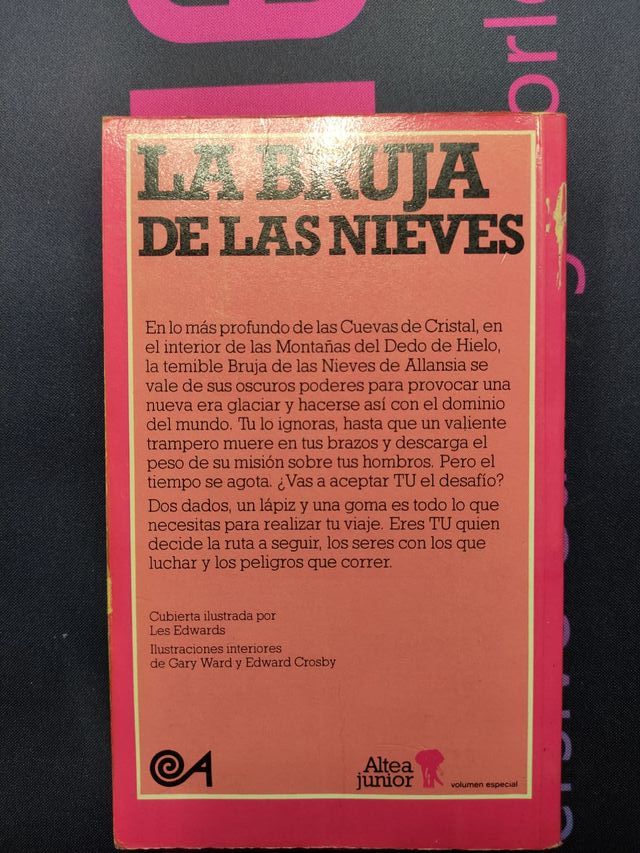 LA BRUJA
DE LAS NIEVES
En lo más profundo de las Cuevas de Cristal, en
el interior de las Montañas del Dedo de Hielo,
la temible Bruja de las Nieves de Allansia se
vale de sus oscuros poderes para provocar una
nueva era glaciar y hacerse así con el dominio
del mundo. Tu lo ignoras, hasta que un valiente
trampero muere en tus brazos y descarga el
peso de su misión sobre tus hombros. Pero el
tiempo se agota. ¿Vas a aceptar TU el desafío?
Dos dados, un lápiz y una goma es todo lo que
necesitas para realizar tu viaje. Eres TU quien
decide la ruta a seguir, los seres con los que
luchar y los peligros que correr.
Cubierta ilustrada por
Les Edwards
Ilustraciones interiores
de Gary Ward y Edward Crosby
A
Altea
junior
volumen especial